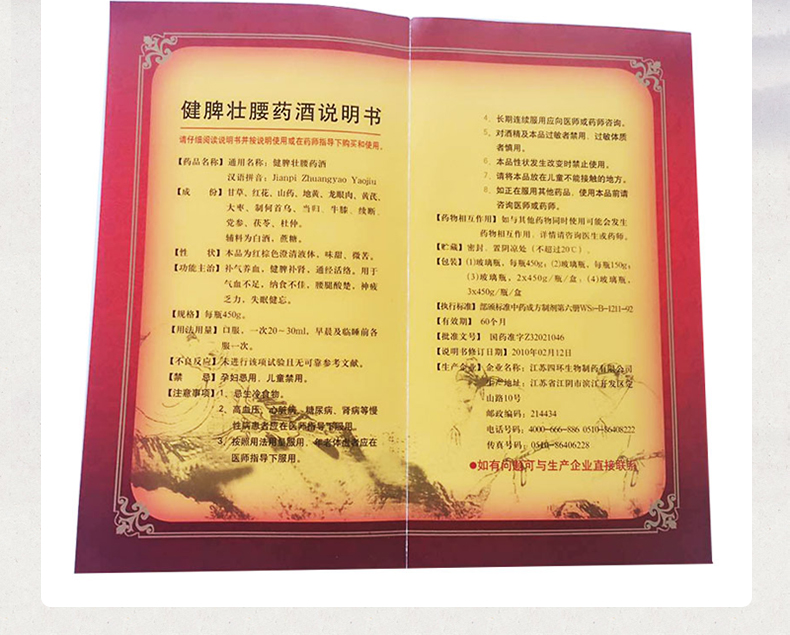 健脾壮腰药酒说明书
请仔细阅读说明书并按说明使用或在药师指导下购买和使用。
【药品名称】通用名称：健脾壮腰药酒
汉语拼音：Jianpi Zhuangyao Yaojiu
【成　份】甘草、红花、山药、地黄、龙眼肉、黄芪、
大枣、制何首乌、当归、牛膝、续断、
党参、茯苓、杜仲。
辅料为白酒，蔗糖。
【性　状】本品为红棕色澄清液体，味甜、微苦。
【功能主治】补气养血，健脾补肾，通经活络。用于
气血不足，纳食不佳，腰腿酸楚，神疲
乏力，失眠健忘。
【规格】每瓶450g。
【用法用量】口服，一次20～30ml，早晨及临睡前各
服一次。
【不良反应】未进行该项试验且无可靠参考文献。
【禁　忌】孕妇忌用，儿童禁用。
【注意事项】1、忌生冷食物。
2、高血压、心脏病、糖尿病、肾病等慢
性病患者应在医师指导下服用。
3、按照用法用量服用，年老体虚者应在
医师指导下服用。
4、长期连续服用应向医师或药师咨询。
5、对酒精及本品过敏者禁用，过敏体质
者慎用。
6、本品性状发生改变时禁止使用。
7、请将本品放在儿童不能接触的地方。
8、如正在服用其他药品，使用本品前请
咨询医师或药师。
【药物相互作用】如与其他药物同时使用可能会发生
药物相互作用，详情请咨询医生或药师。
【贮藏】密封，置阴凉处（不超过20℃）。
【包装】(1)玻璃瓶，每瓶450g；(2)玻璃瓶，每瓶150g；
(3)玻璃瓶，2x450g/瓶/盒；(4)玻璃瓶，
3x450g/瓶/盒
【执行标准】部颁标准中药成方制剂第六册WS3-B-1211-92
【有效期】 60个月
【批准文号】 国药准字Z32021046
【说明书修订日期】2010年02月12日
【生产企业】企业名称：江苏四环生物制药有限公司
生产地址：江苏省江阴市滨江开发区定
山路10号
邮政编码：214434
电话号码：4000-666-886 0510-86408222
传真号码：0510-86406228
●如有问题可与生产企业直接联系